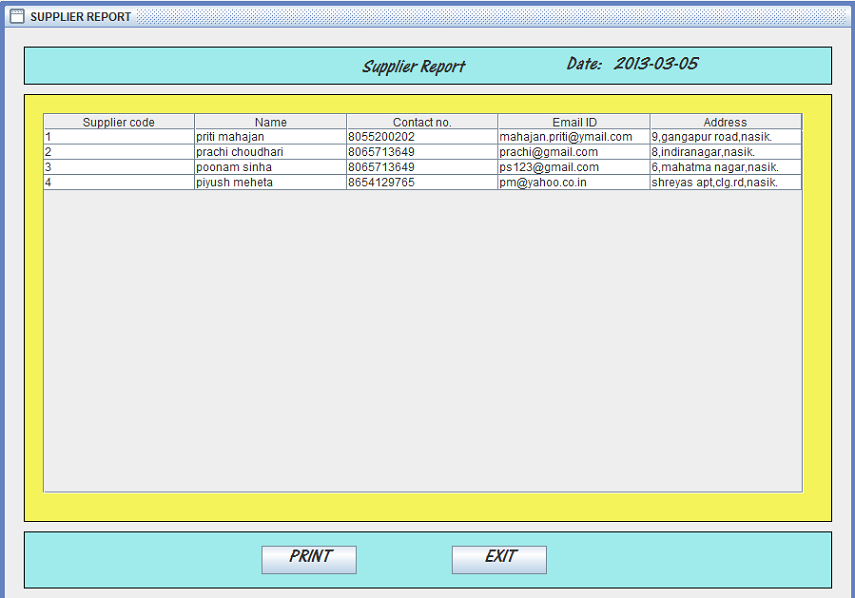 SUPPLIER REPORT
Supplier Report Date: 2013-03-05
Supplier code Name Contact no. Email ID Address
1 priti mahajan 8055200202 mahajan.priti@ymail.com 9,gangapur road,nasik.
2 prachi choudhari 8065713649 prachi@gmail.com 8,indiranagar,nasik.
3 poonam sinha 8065713649 ps123@gmail.com 6,mahatma nagar,nasik.
4 piyush meheta 8654129765 pm@yahoo.co.in shreyas apt,clg.rd,nasik.
PRINT EXIT